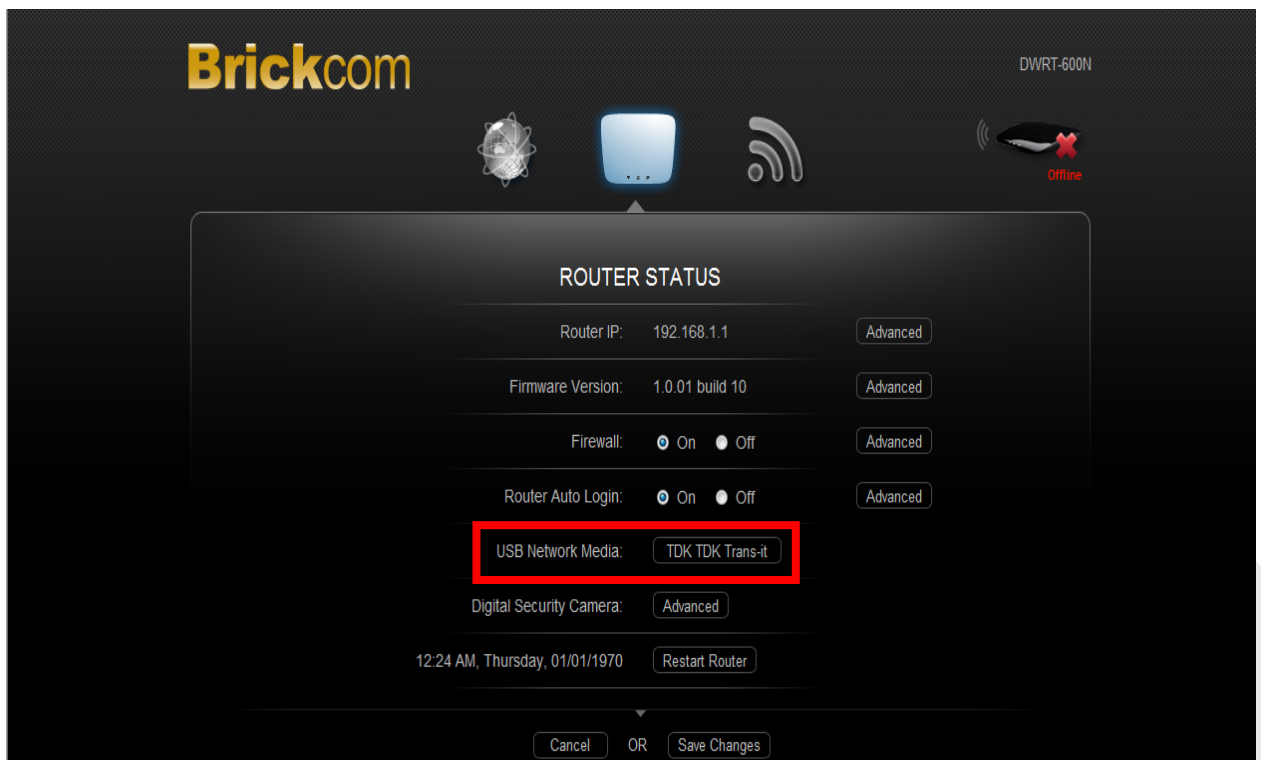 Brickcom
DWRT-600N
Offline
ROUTER STATUS
Router IP: 192.168.1.1 Advanced
Firmware Version: 1.0.01 build 10 Advanced
Firewall: On Off Advanced
Router Auto Login: On Off Advanced
USB Network Media: TDK TDK Trans-it
Digital Security Camera: Advanced
12:24 AM, Thursday, 01/01/1970 Restart Router
Cancel OR Save Changes